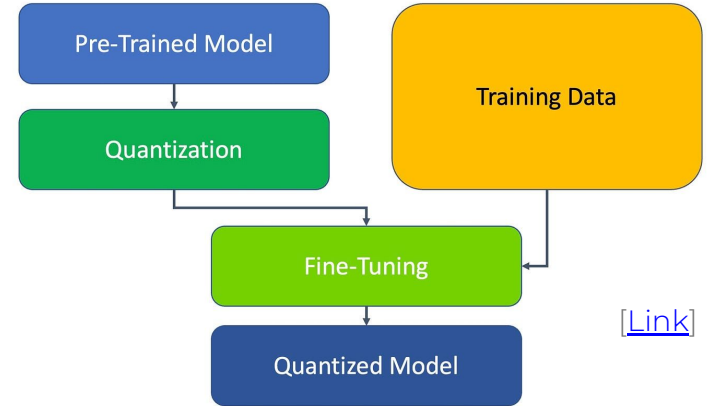 Pre-Trained Model
Training Data
Quantization
Fine-Tuning
[Link]
Quantized Model